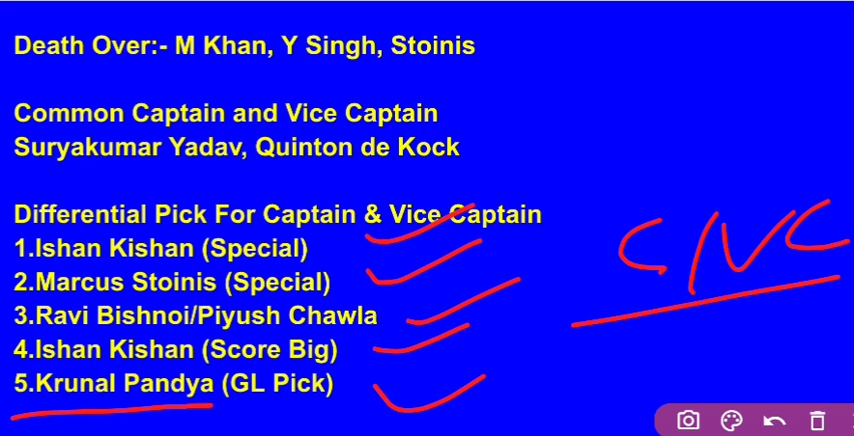 Death Over:- M Khan, Y Singh, Stoinis
Common Captain and Vice Captain
Suryakumar Yadav, Quinton de Kock
Differential Pick For Captain & Vice Captain
1.Ishan Kishan (Special)
2.Marcus Stoinis (Special)
3.Ravi Bishnoi/Piyush Chawla
4.Ishan Kishan (Score Big)
5.Krunal Pandya (GL Pick)
C/VC